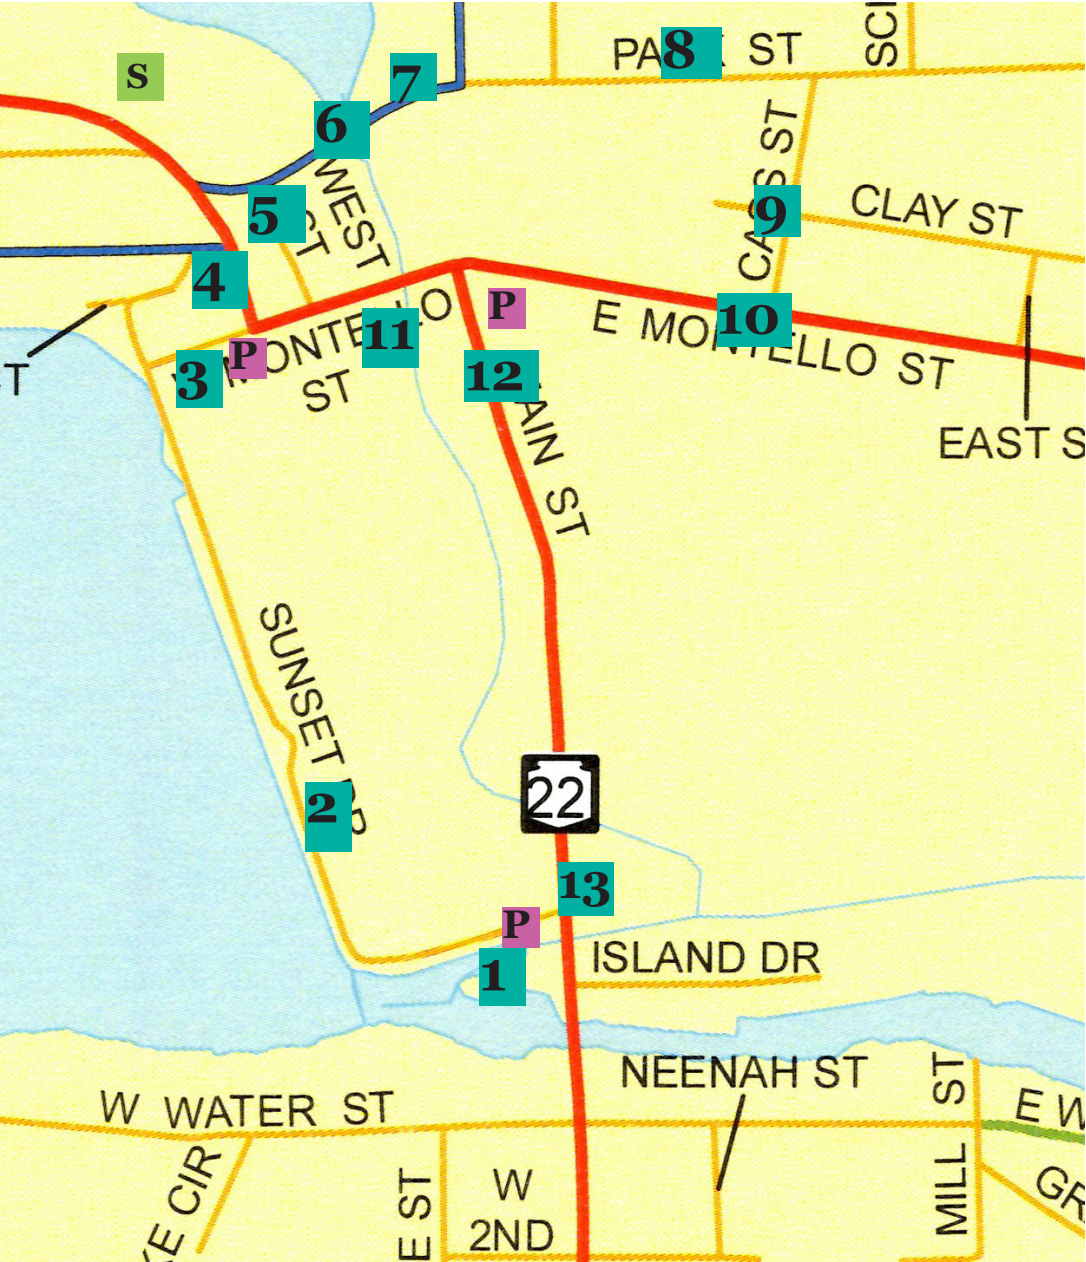 S
7
PA 8 ST
6
WEST ST
ST
5
9
CLAY ST
4
P
E MONTELLO ST
10
11
3
P
MONTELLO
ST
12
AIN ST
EAST S
SUNSET DR
2
22
13
P
1
ISLAND DR
NEENAH ST
W WATER ST
E W
MILL ST
W
2ND
E ST
KE CIR
GR